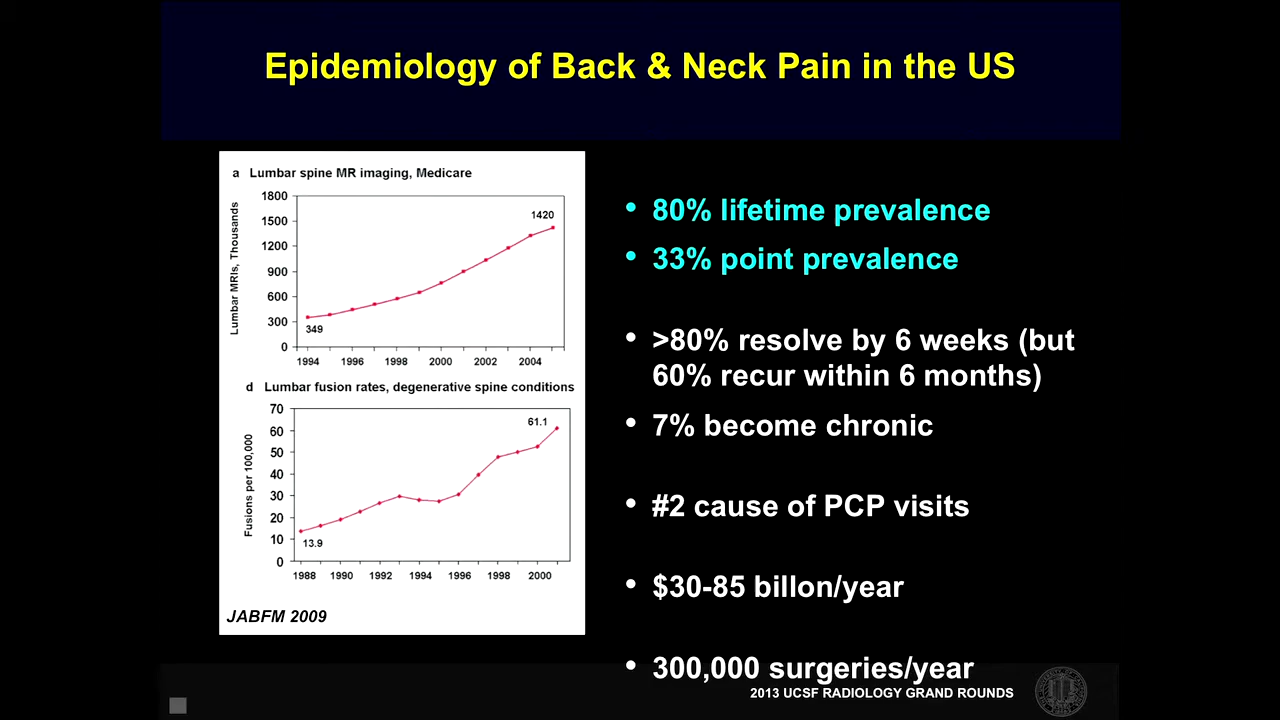 Epidemiology of Back & Neck Pain in the US
a Lumbar spine MR imaging, Medicare
Lumbar MRIs, Thousands
1800
1500
1200
900
600
300
0
1420
349
1994 1996 1998 2000 2002 2004
d Lumbar fusion rates, degenerative spine conditions
Fusions per 100,000
70
60
50
40
30
20
10
0
61.1
13.9
1988 1990 1992 1994 1996 1998 2000
JABFM 2009
• 80% lifetime prevalence
• 33% point prevalence
• >80% resolve by 6 weeks (but
60% recur within 6 months)
• 7% become chronic
• #2 cause of PCP visits
• $30-85 billon/year
• 300,000 surgeries/year
2013 UCSF RADIOLOGY GRAND ROUNDS